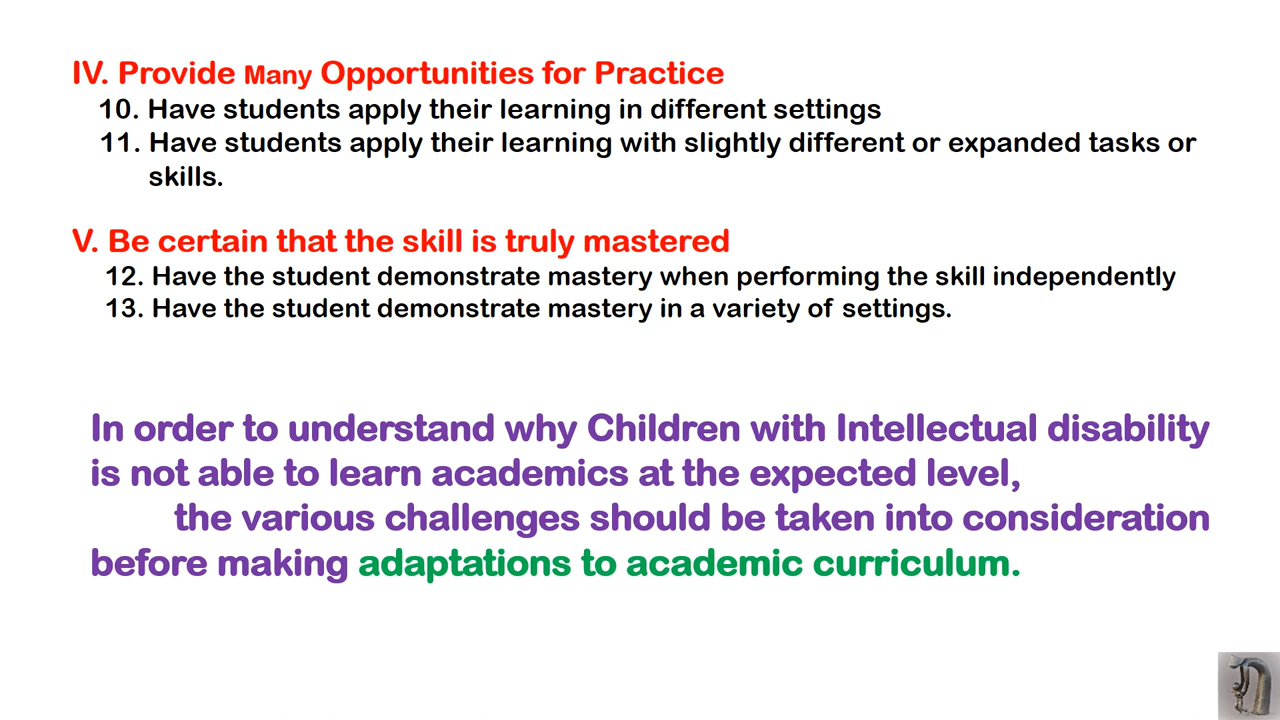 IV. Provide Many Opportunities for Practice
10. Have students apply their learning in different settings
11. Have students apply their learning with slightly different or expanded tasks or
skills.
V. Be certain that the skill is truly mastered
12. Have the student demonstrate mastery when performing the skill independently
13. Have the student demonstrate mastery in a variety of settings.
In order to understand why Children with Intellectual disability
is not able to learn academics at the expected level,
the various challenges should be taken into consideration
before making adaptations to academic curriculum.